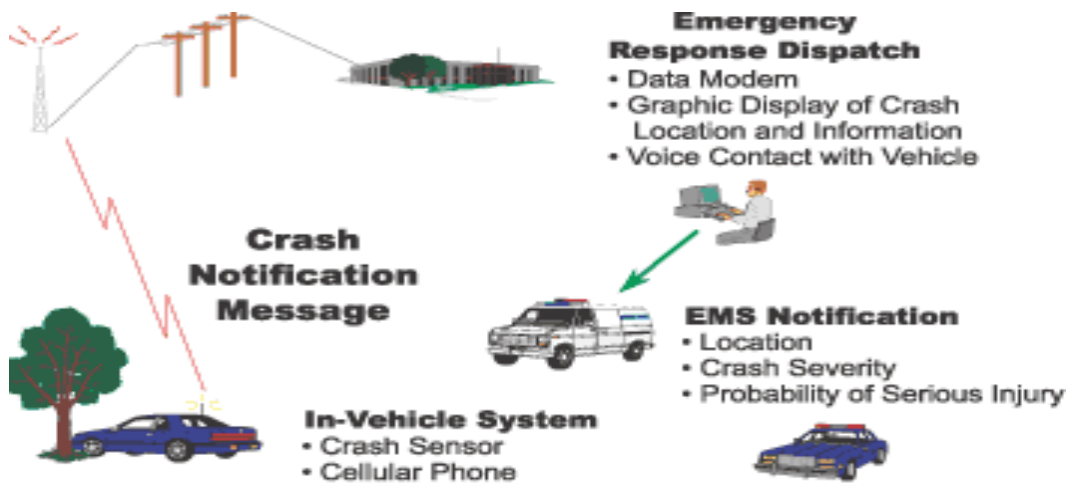 Emergency
Response Dispatch
• Data Modem
• Graphic Display of Crash
Location and Information
• Voice Contact with Vehicle
Crash
Notification
Message
EMS Notification
• Location
• Crash Severity
• Probability of Serious Injury
In-Vehicle System
• Crash Sensor
• Cellular Phone